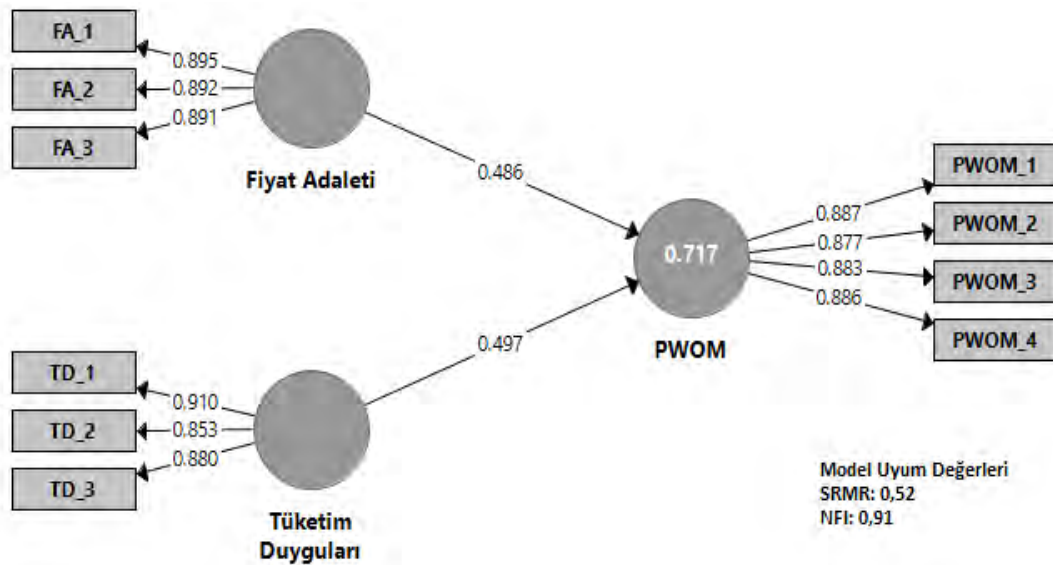 FA_1
FA_2
FA_3
0.895
0.892
0.891
Fiyat Adaleti
0.486
TD_1
TD_2
TD_3
0.910
0.853
0.880
Tüketim
Duyguları
0.497
0.717
PWOM
0.887
0.877
0.883
0.886
PWOM_1
PWOM_2
PWOM_3
PWOM_4
Model Uyum Değerleri
SRMR: 0,52
NFI: 0,91